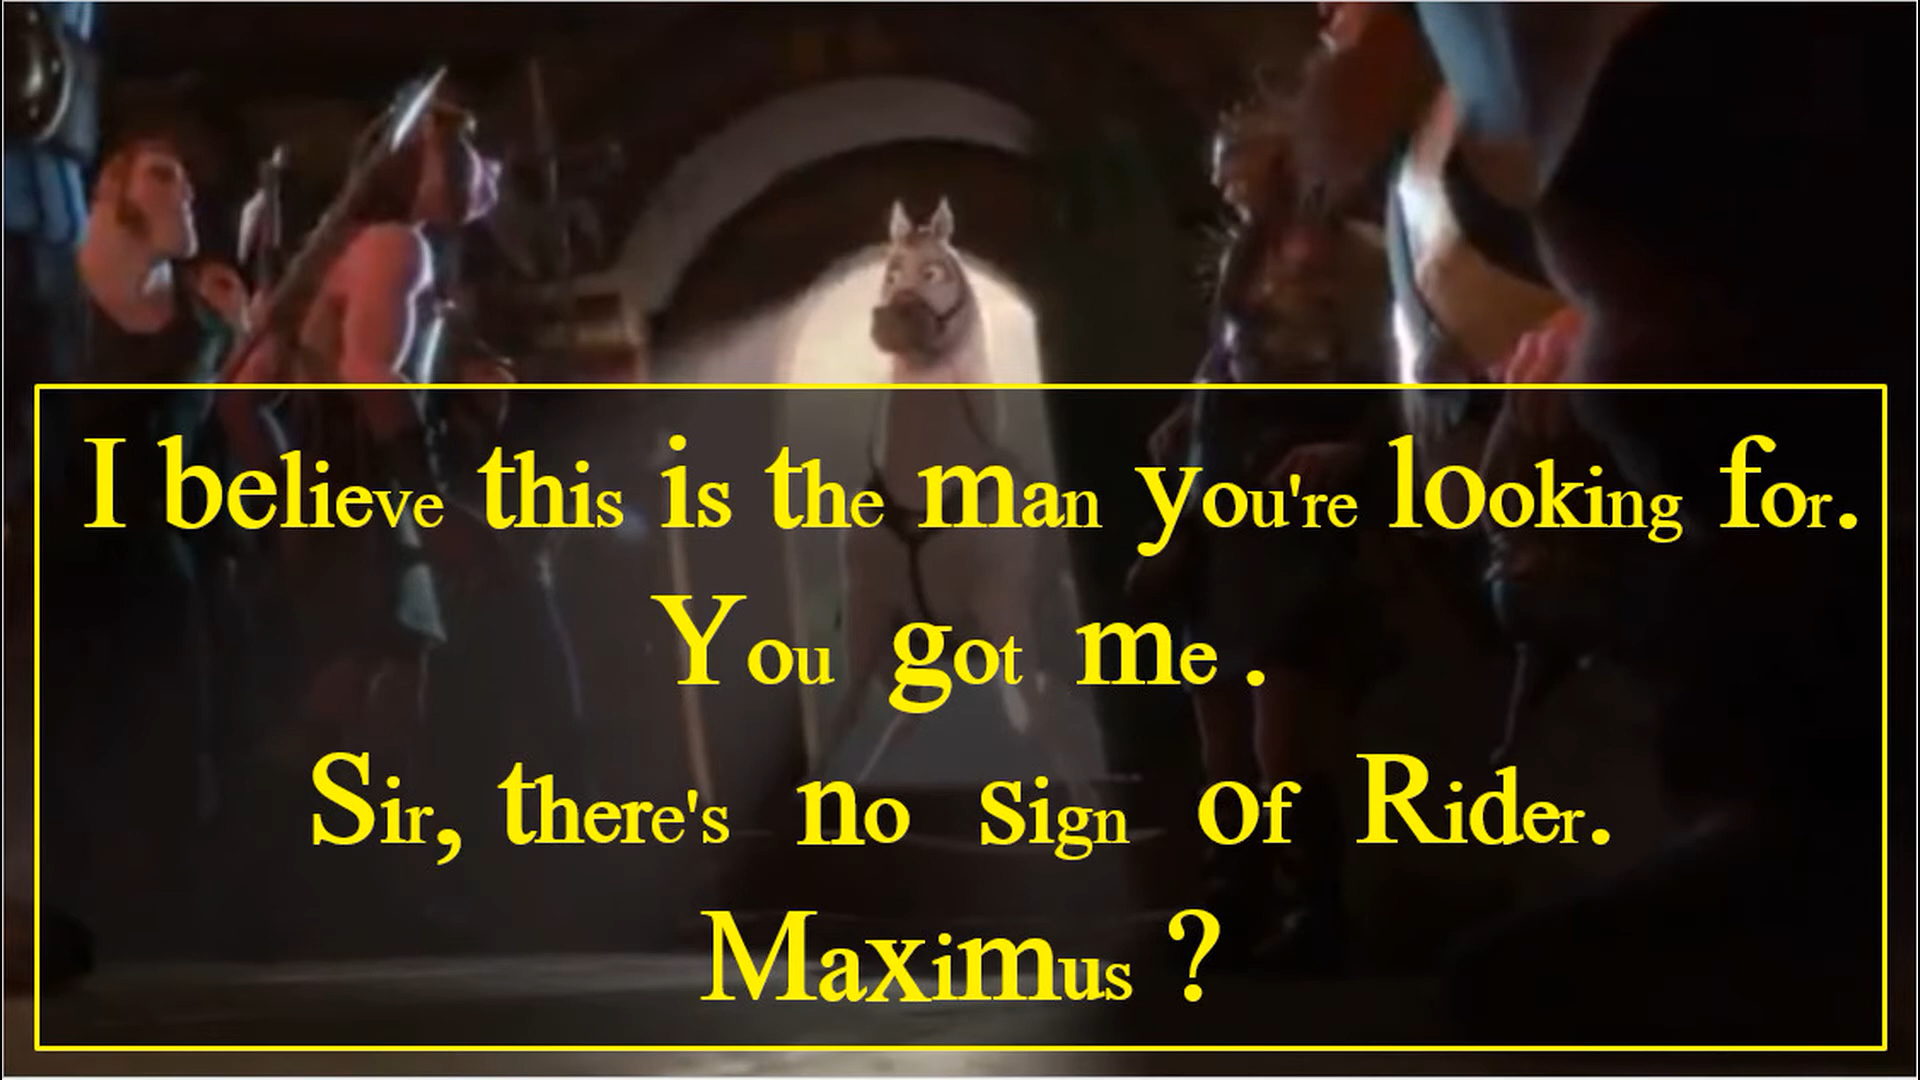 I believe this is the man you're looking for.
You got me .
Sir, there's no sign of Rider.
Maximus ?